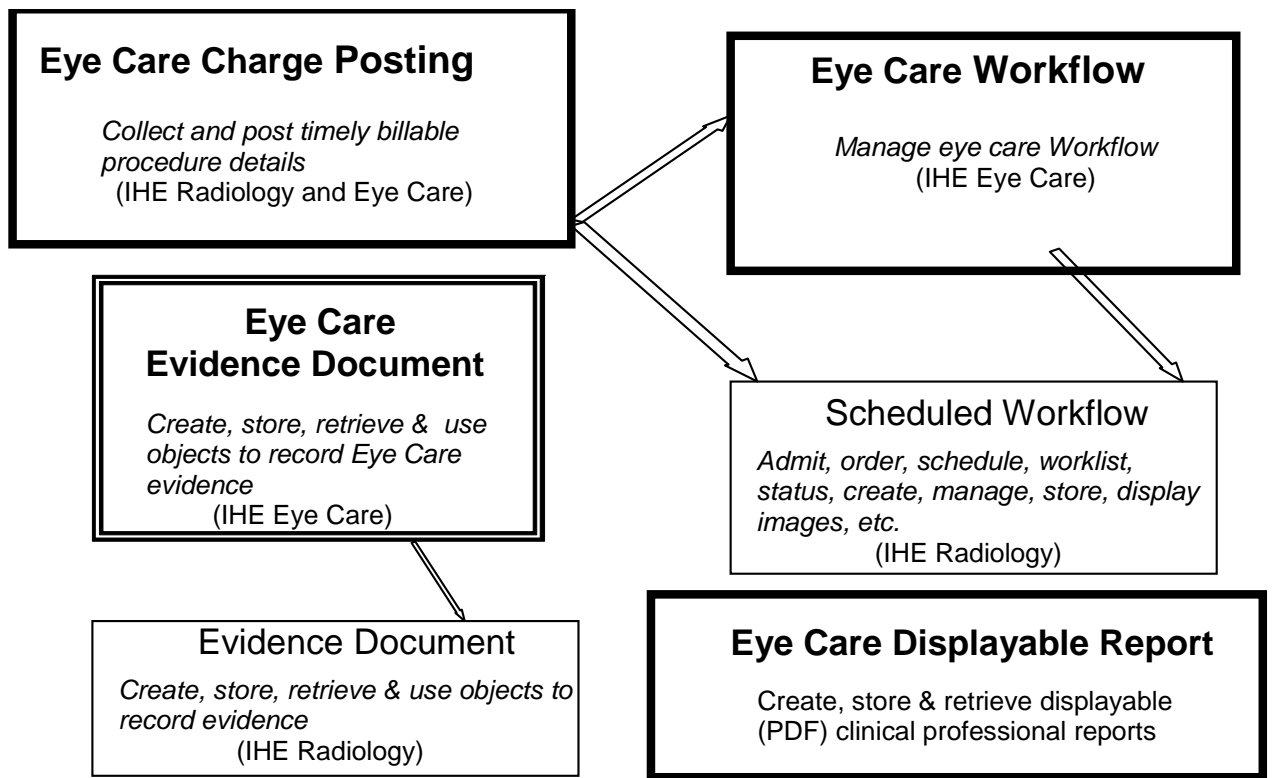 Eye Care Charge Posting
Collect and post timely billable
procedure details
(IHE Radiology and Eye Care)
Eye Care Workflow
Manage eye care Workflow
(IHE Eye Care)
Eye Care
Evidence Document
Create, store, retrieve & use
objects to record Eye Care
evidence
(IHE Eye Care)
Scheduled Workflow
Admit, order, schedule, worklist,
status, create, manage, store, display
images, etc.
(IHE Radiology)
Evidence Document
Create, store, retrieve & use objects to
record evidence
(IHE Radiology)
Eye Care Displayable Report
Create, store & retrieve displayable
(PDF) clinical professional reports